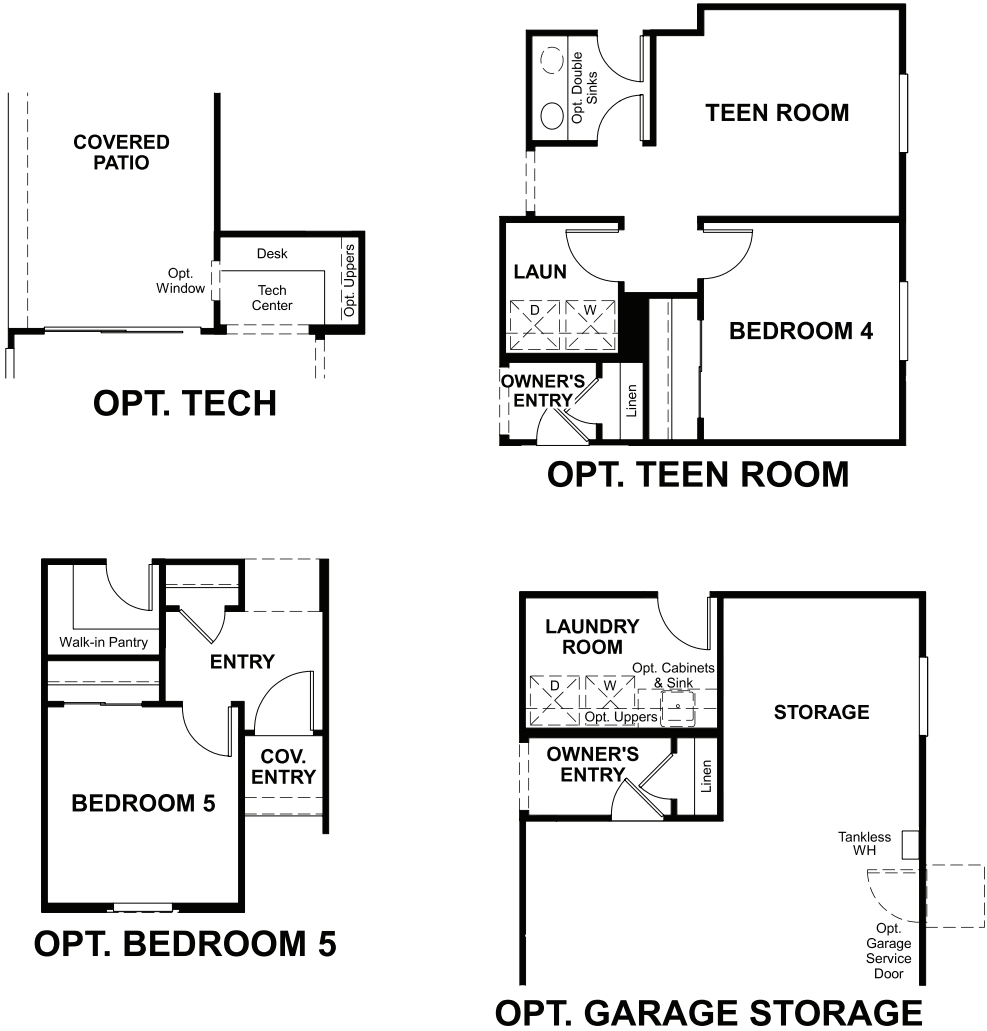 COVERED
PATIO
Desk
Opt.
Window
Tech
Center
Opt. Uppers
OPT. TECH
Opt. Double
Sinks
TEEN ROOM
LAUN
D
W
BEDROOM 4
OWNER'S
ENTRY
Linen
OPT. TEEN ROOM
Walk-in Pantry
ENTRY
COV.
ENTRY
BEDROOM 5
OPT. BEDROOM 5
LAUNDRY
ROOM
Opt. Cabinets
& Sink
D
W
Opt. Uppers
STORAGE
OWNER'S
ENTRY
Linen
Tankless
WH
Opt.
Garage
Service
Door
OPT. GARAGE STORAGE